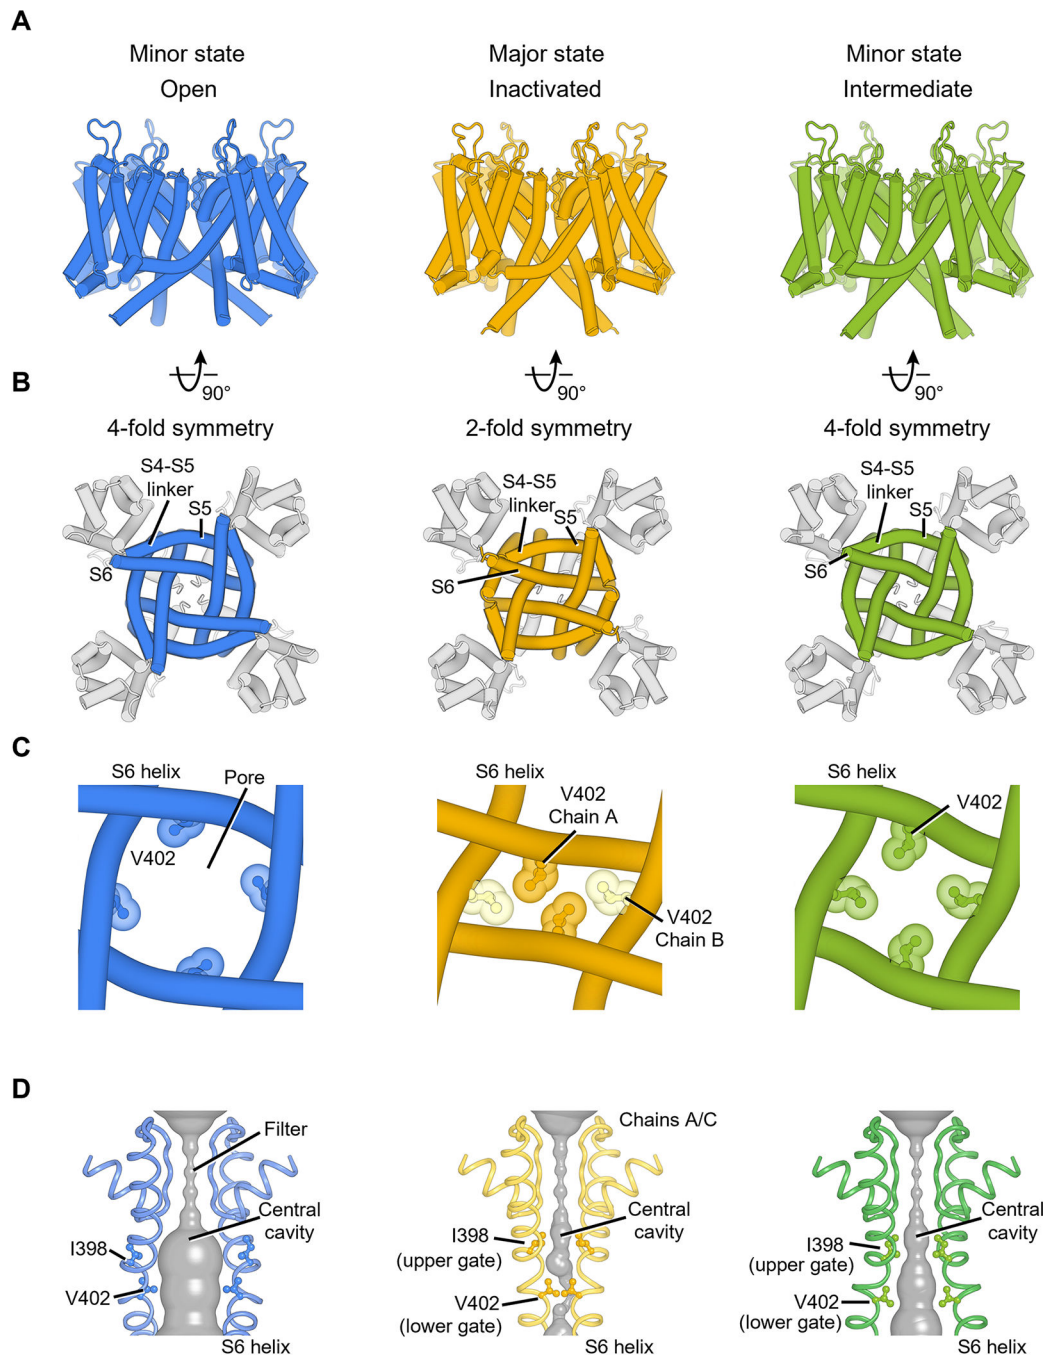 A
Minor state
Open
Major state
Inactivated
Minor state
Intermediate
90°
90°
90°
B
4-fold symmetry
2-fold symmetry
4-fold symmetry
S4-S5
linker
S5
S6
S4-S5
linker
S5
S6
S4-S5
linker
S5
S6
C
S6 helix
Pore
V402
S6 helix
V402
Chain A
V402
Chain B
S6 helix
V402
D
Filter
Central
cavity
I398
V402
S6 helix
Chains A/C
Central
cavity
I398
(upper gate)
V402
(lower gate)
S6 helix
Central
cavity
I398
(upper gate)
V402
(lower gate)
S6 helix